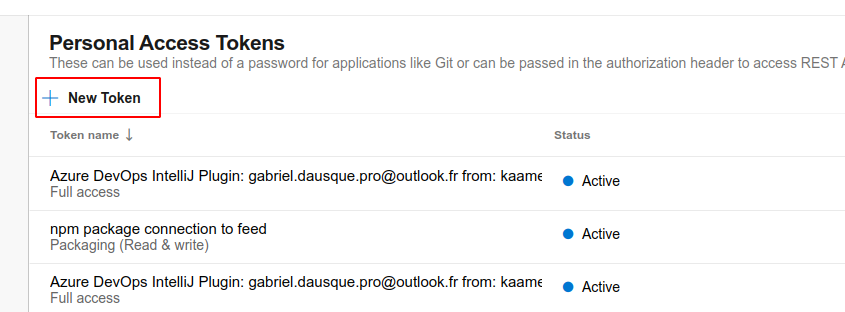 Personal Access Tokens
These can be used instead of a password for applications like Git or can be passed in the authorization header to access REST
New Token
Token name ↓ Status
Azure DevOps IntelliJ Plugin: gabriel.dausque.pro@outlook.fr from: kaame
Full access
Active
npm package connection to feed
Packaging (Read & write)
Active
Azure DevOps IntelliJ Plugin: gabriel.dausque.pro@outlook.fr from: kaame
Full access
Active